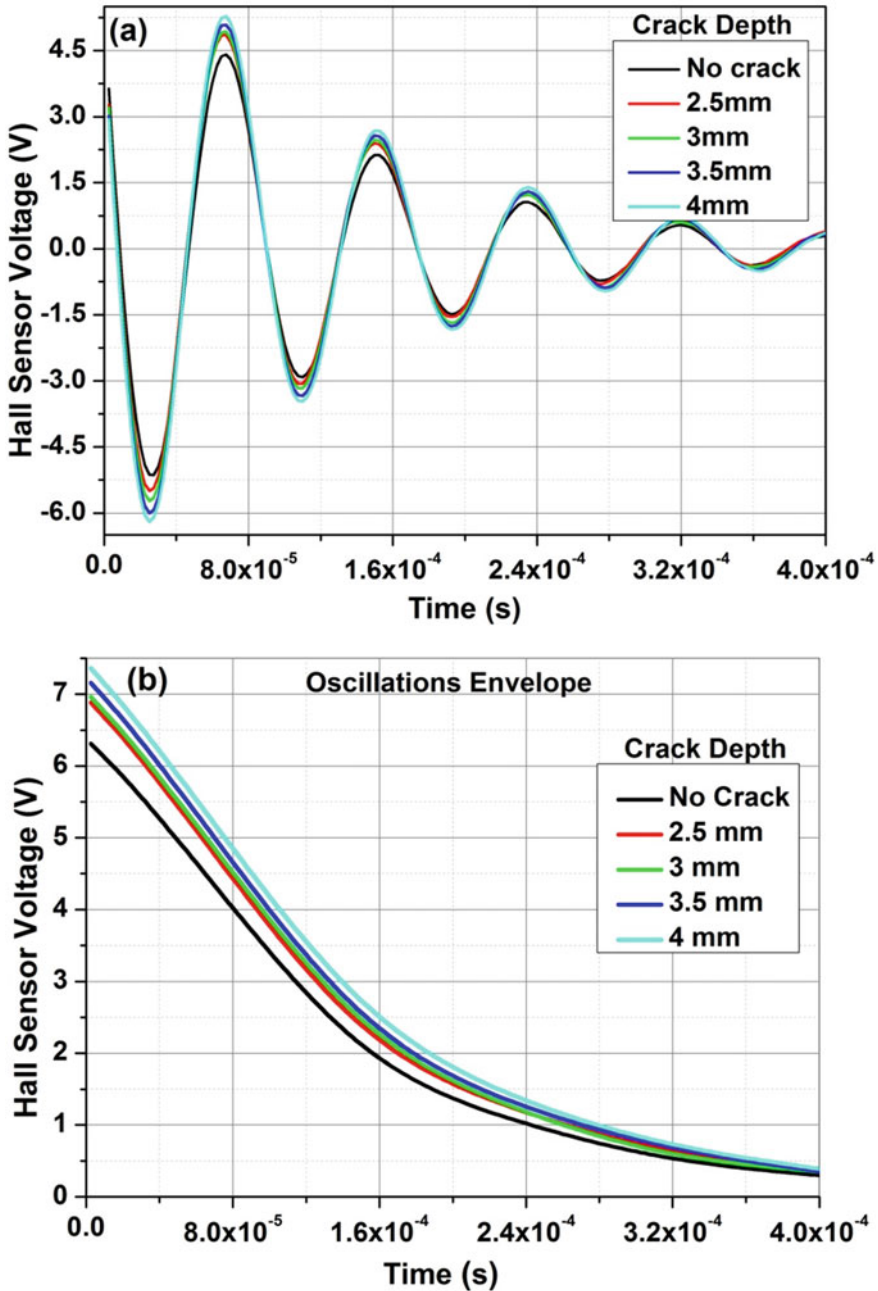 (a)
Crack Depth
No crack
2.5mm
3mm
3.5mm
4mm
Hall Sensor Voltage (V)
4.5
3.0
1.5
0.0
-1.5
-3.0
-4.5
-6.0
0.0
8.0x10⁻⁵
1.6x10⁻⁴
2.4x10⁻⁴
3.2x10⁻⁴
4.0x10⁻⁴
Time (s)
(b)
Oscillations Envelope
Crack Depth
No Crack
2.5 mm
3 mm
3.5 mm
4 mm
Hall Sensor Voltage (V)
7
6
5
4
3
2
1
0
0.0
8.0x10⁻⁵
1.6x10⁻⁴
2.4x10⁻⁴
3.2x10⁻⁴
4.0x10⁻⁴
Time (s)